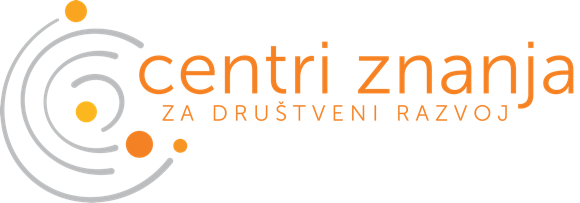 centri znanja
ZA DRUŠTVENI RAZVOJ